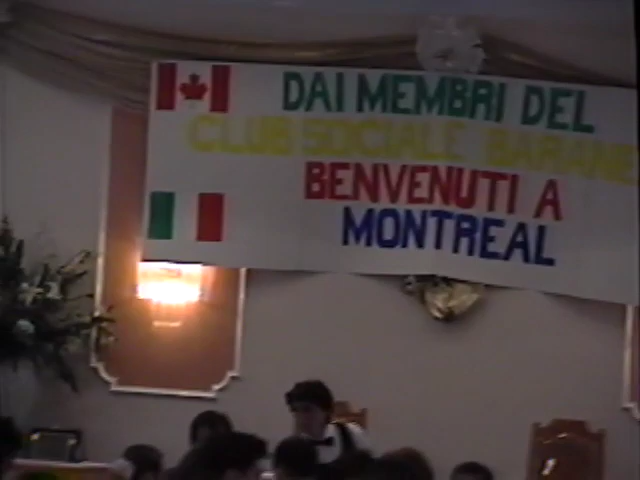 DAI MEMBRI DEL
CLUB SOCIALE
BENVENUTI A
MONTREAL